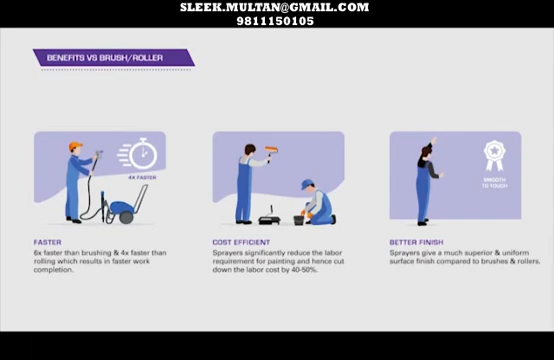 SLEEK.MULTAN@GMAIL.COM
9811150105
BENEFITS VS BRUSH/ROLLER
4X FASTER
SMOOTH
TO TOUCH
FASTER
6x faster than brushing & 4x faster than
rolling which results in faster work
completion.
COST EFFICIENT
Sprayers significantly reduce the labor
requirement for painting and hence cut
down the labor cost by 40-50%.
BETTER FINISH
Sprayers give a much superior & uniform
surface finish compared to brushes & rollers.